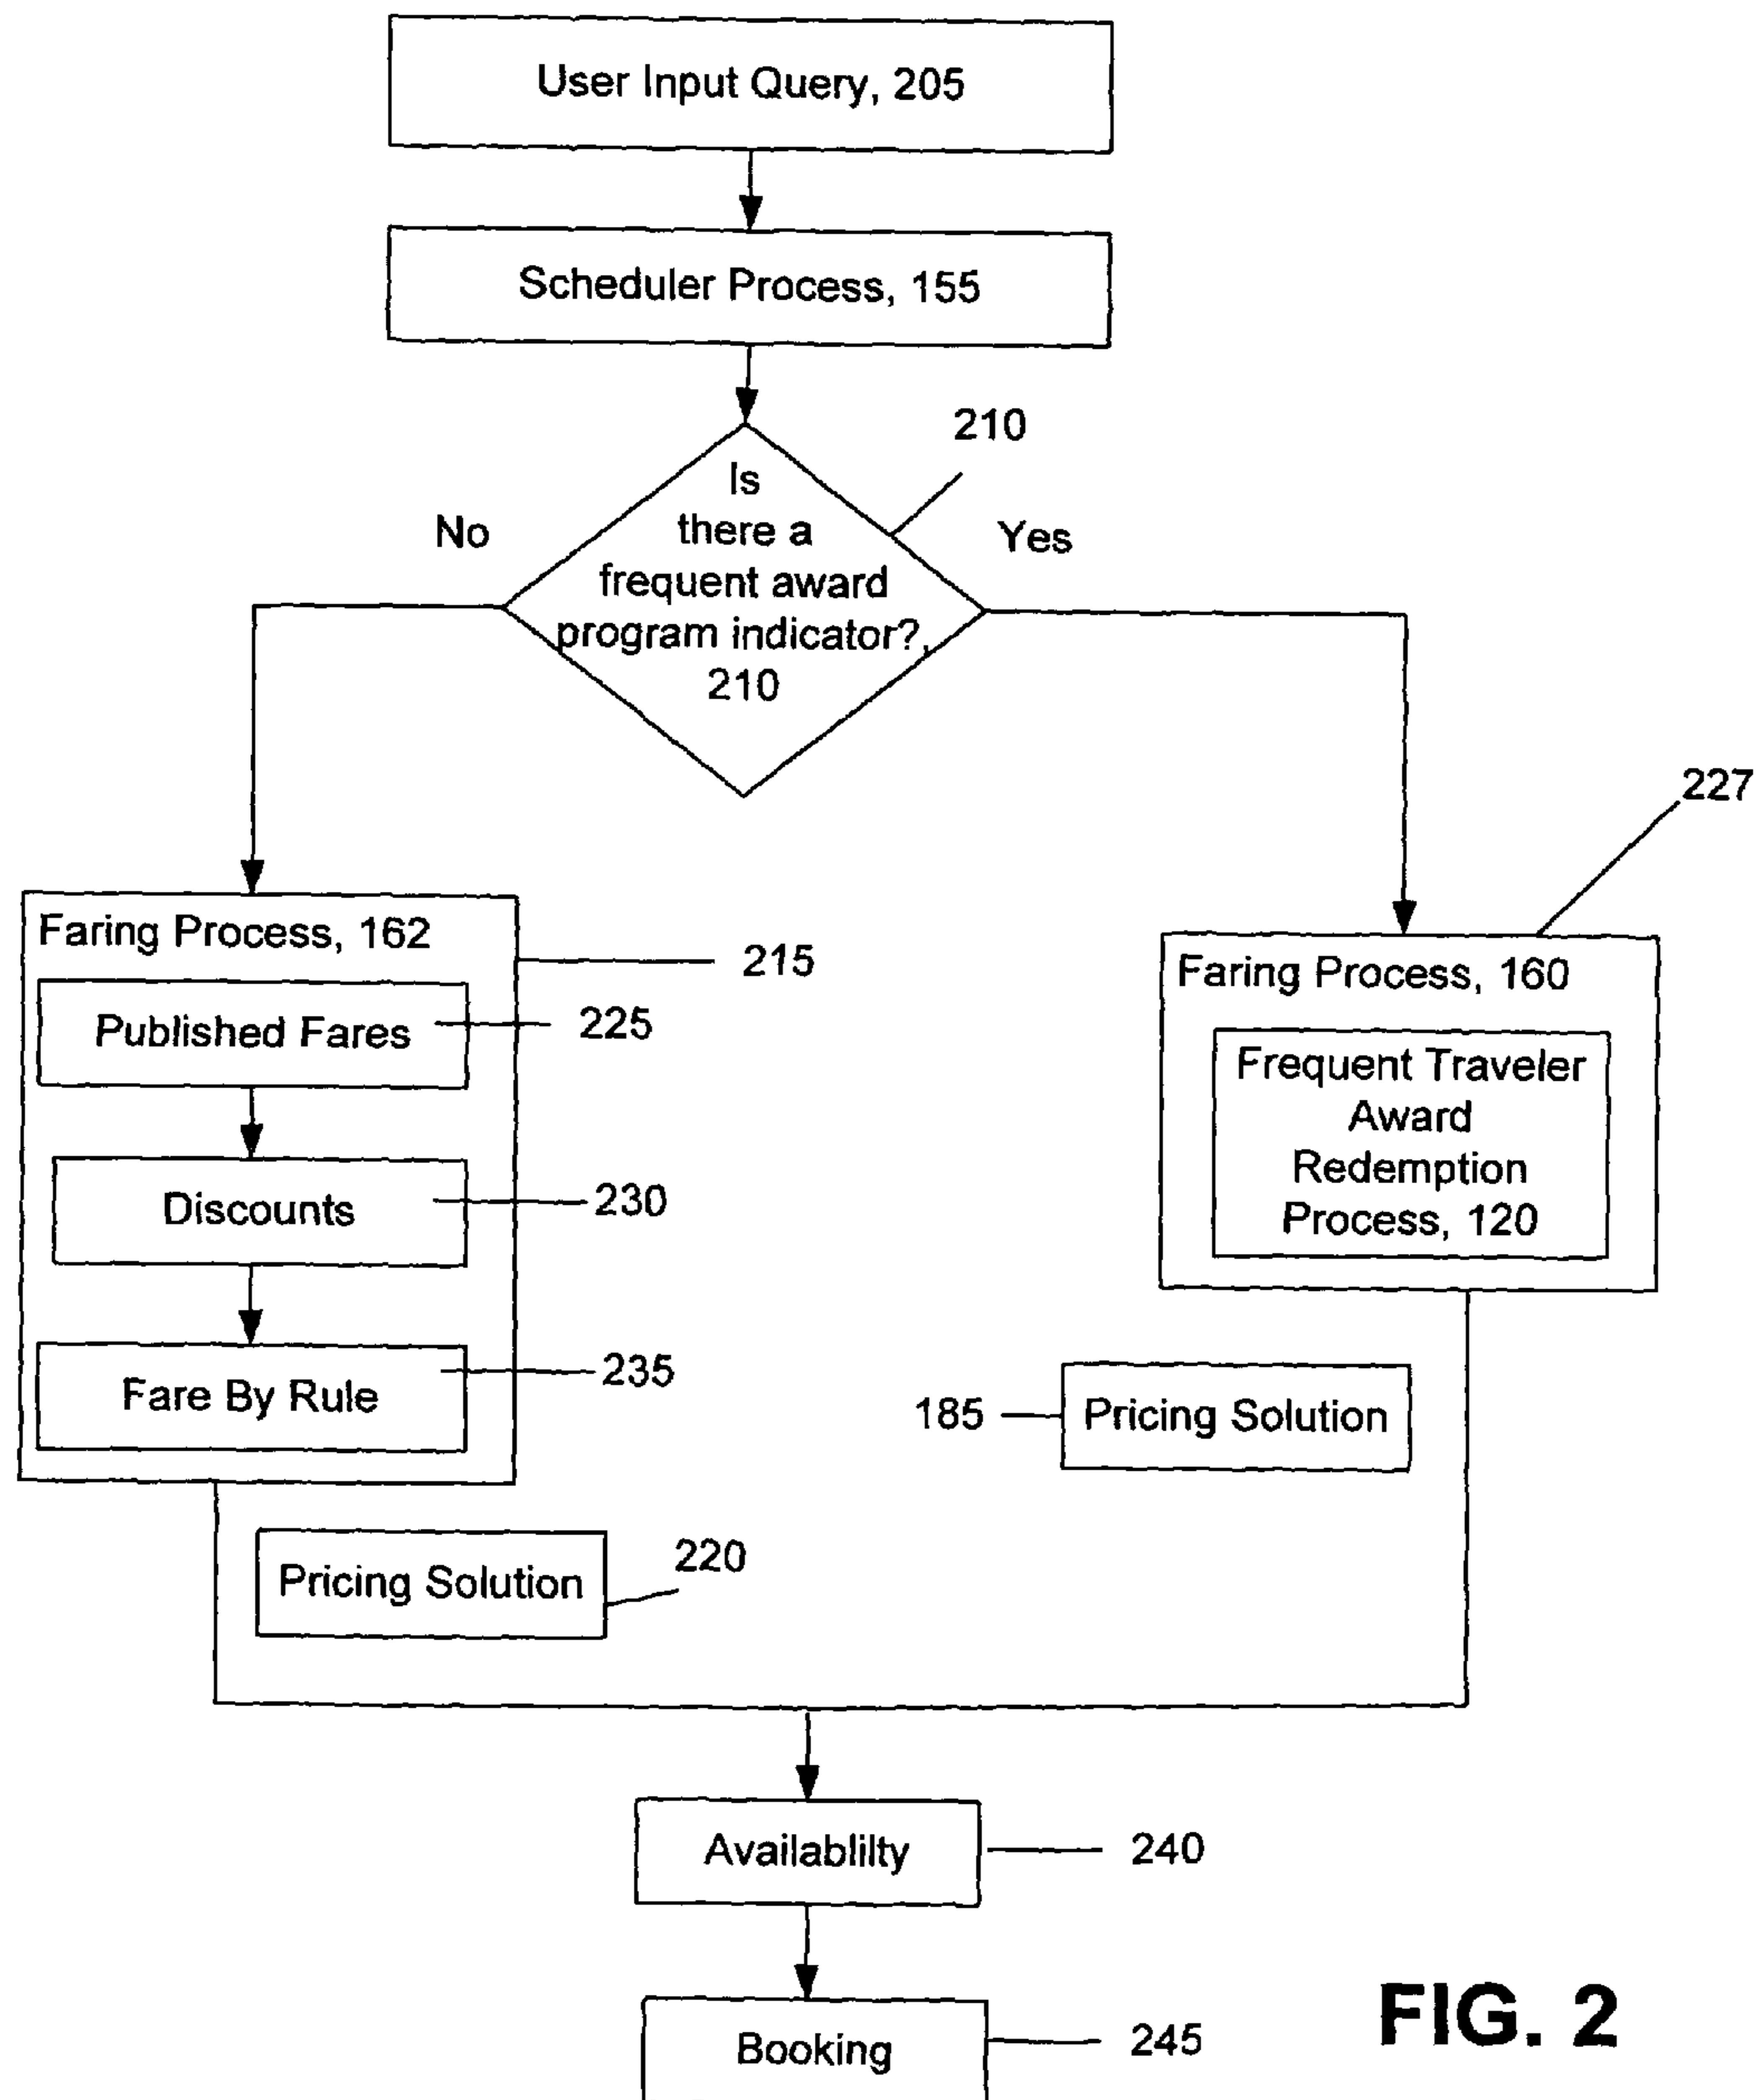 User Input Query, 205
Scheduler Process, 155
210
Is
there a
frequent award
program indicator?,
210
No
Yes
227
Faring Process, 162
215
Published Fares
225
Discounts
230
Fare By Rule
235
Faring Process, 160
Frequent Traveler
Award
Redemption
Process, 120
185
Pricing Solution
Pricing Solution
220
Availablilty
240
Booking
245
FIG. 2